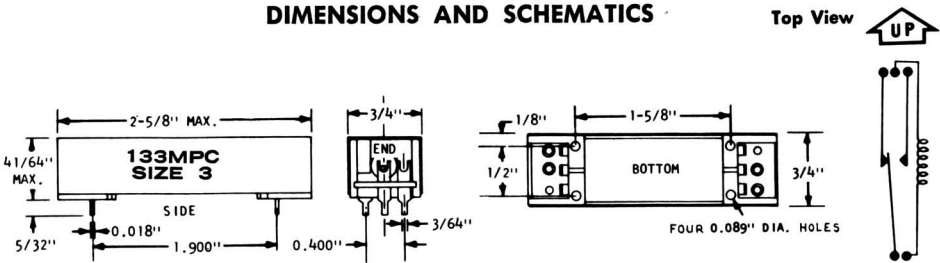 DIMENSIONS AND SCHEMATICS
Top View
UP
2-5/8" MAX.
3/4"
1/8"
1-5/8"
41/64"
MAX.
133MPC
SIZE 3
END
BOTTOM
1/2"
3/4"
SIDE
5/32"
0.018"
1.900"
0.400"
3/64"
FOUR 0.089" DIA. HOLES